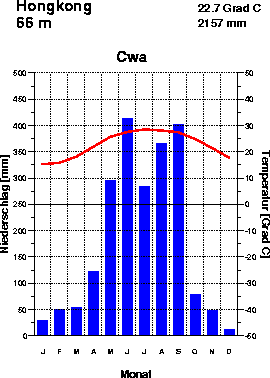 Hongkong 22.7 Grad C
66 m 2157 mm
Cwa
500 50
450 40
400 30
350 20
300 10
250 0
200 -10
150 -20
100 -30
50 -40
0 -50
Niederschlag [mm]
Temperatur [Grad C]
J F M A M J J A S O N D
Monat